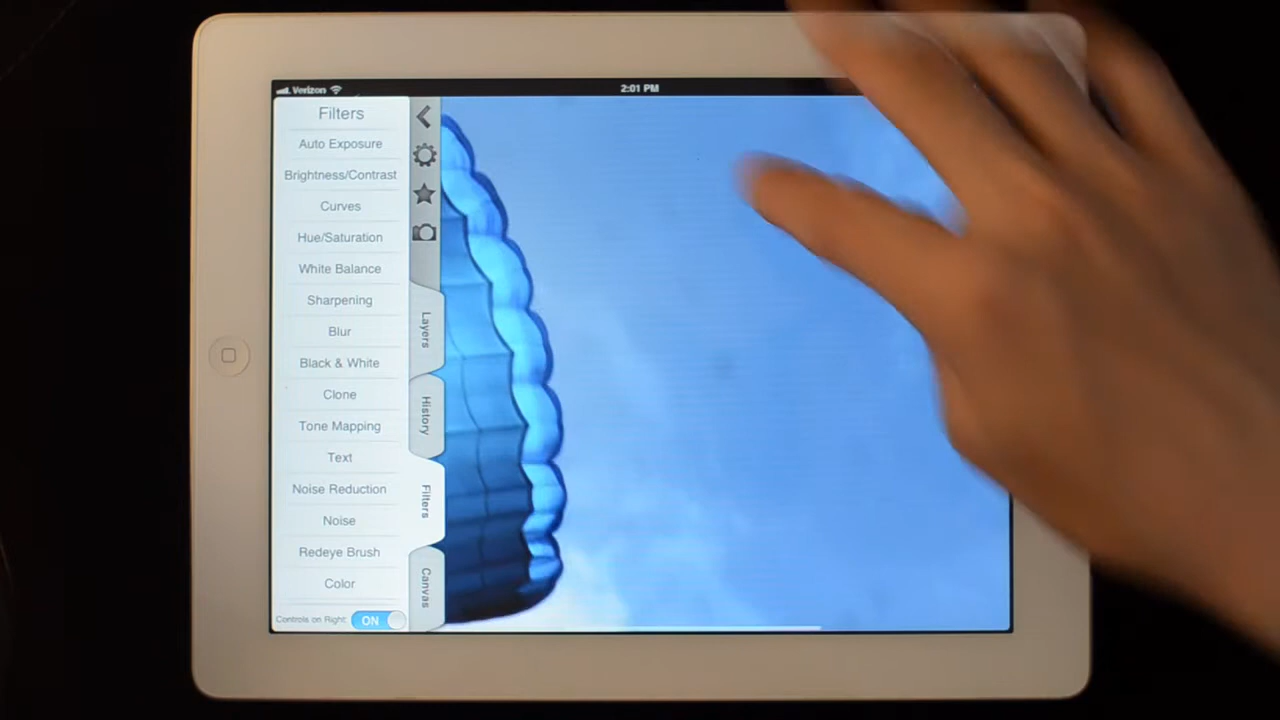 Verizon
2:01 PM
Filters
Auto Exposure
Brightness/Contrast
Curves
Hue/Saturation
White Balance
Sharpening
Blur
Black & White
Clone
Tone Mapping
Text
Noise Reduction
Noise
Redeye Brush
Color
Controls on Right: ON
Layers
History
Filters
Canvas